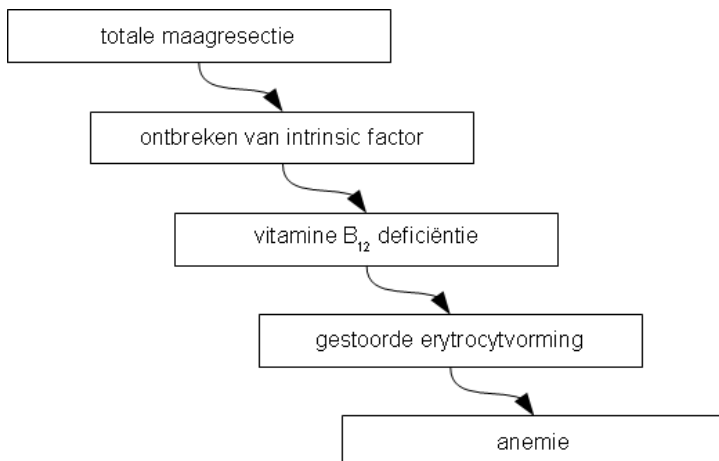 totale maagresectie
ontbreken van intrinsic factor
vitamine B₁₂ deficiëntie
gestoorde erytrocytvorming
anemie